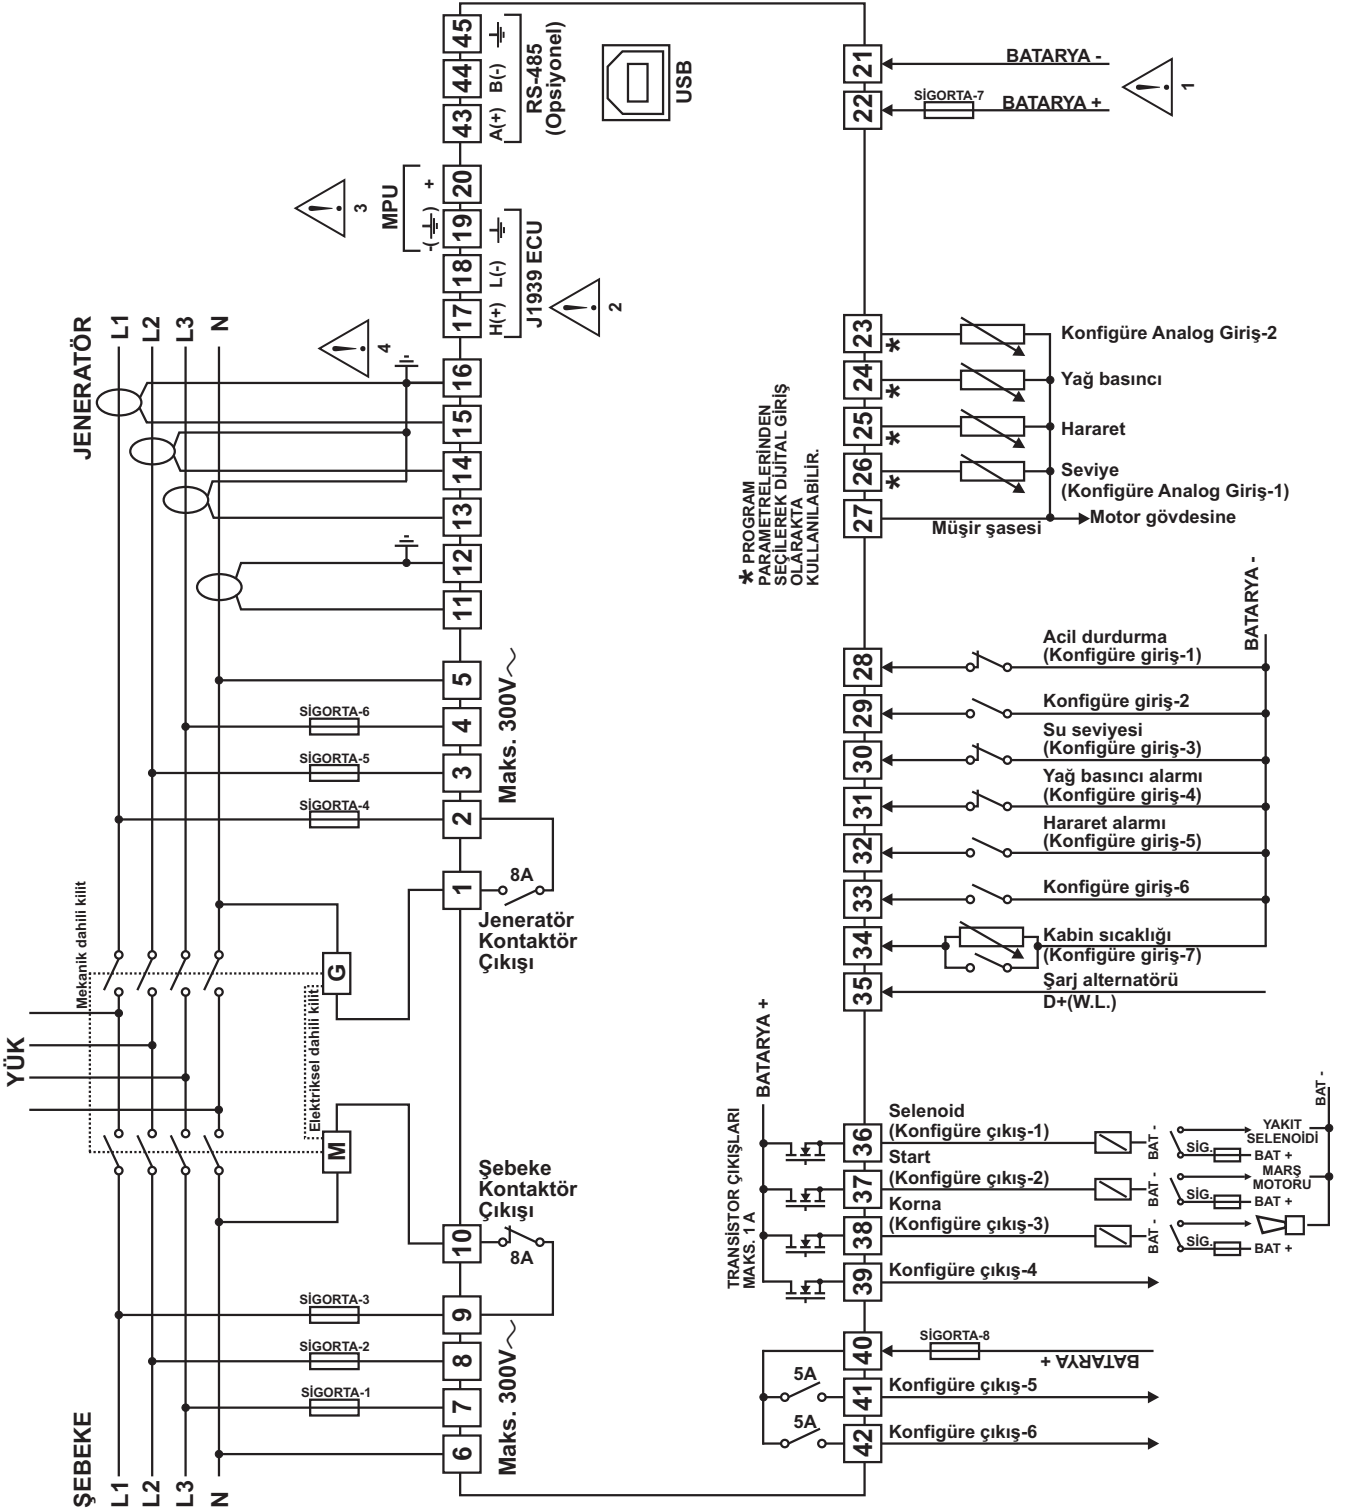 45
44
43
B(-)
A(+)
RS-485
(Opsiyonel)
USB
20
19
18
17
+
-( )
MPU
3
L(-)
H(+)
J1939 ECU
2
JENERATÖR
L1
L2
L3
N
4
16
15
14
13
12
11
5
4
3
2
1
SİGORTA-6
SİGORTA-5
SİGORTA-4
Maks. 300V
8A
Jeneratör
Kontaktör
Çıkışı
Mekanik dahili kilit
Elektriksel dahili kilit
G
M
YÜK
Şebeke
Kontaktör
Çıkışı
8A
10
9
8
7
6
SİGORTA-3
SİGORTA-2
SİGORTA-1
Maks. 300V
ŞEBEKE
L1
L2
L3
N
21
BATARYA -
22
SİGORTA-7
BATARYA +
1
23
*
Konfigüre Analog Giriş-2
24
*
Yağ basıncı
25
*
Hararet
26
*
Seviye
(Konfigüre Analog Giriş-1)
27
Müşir şasesi
Motor gövdesine
* PROGRAM
PARAMETRELERİNDEN
SEÇİLEREK DİJİTAL GİRİŞ
OLARAKTA
KULLANILABİLİR.
BATARYA -
28
Acil durdurma
(Konfigüre giriş-1)
29
Konfigüre giriş-2
30
Su seviyesi
(Konfigüre giriş-3)
31
Yağ basıncı alarmı
(Konfigüre giriş-4)
32
Hararet alarmı
(Konfigüre giriş-5)
33
Konfigüre giriş-6
34
Kabin sıcaklığı
(Konfigüre giriş-7)
35
Şarj alternatörü
D+(W.L.)
BATARYA +
TRANSİSTOR ÇIKIŞLARI
MAKS. 1 A
36
Selenoid
(Konfigüre çıkış-1)
BAT -
SİG.
YAKIT
SELENOİDİ
BAT +
BAT -
37
Start
(Konfigüre çıkış-2)
BAT -
SİG.
MARŞ
MOTORU
BAT +
38
Korna
(Konfigüre çıkış-3)
BAT -
SİG.
BAT +
39
Konfigüre çıkış-4
40
SİGORTA-8
BATARYA +
41
5A
Konfigüre çıkış-5
42
5A
Konfigüre çıkış-6